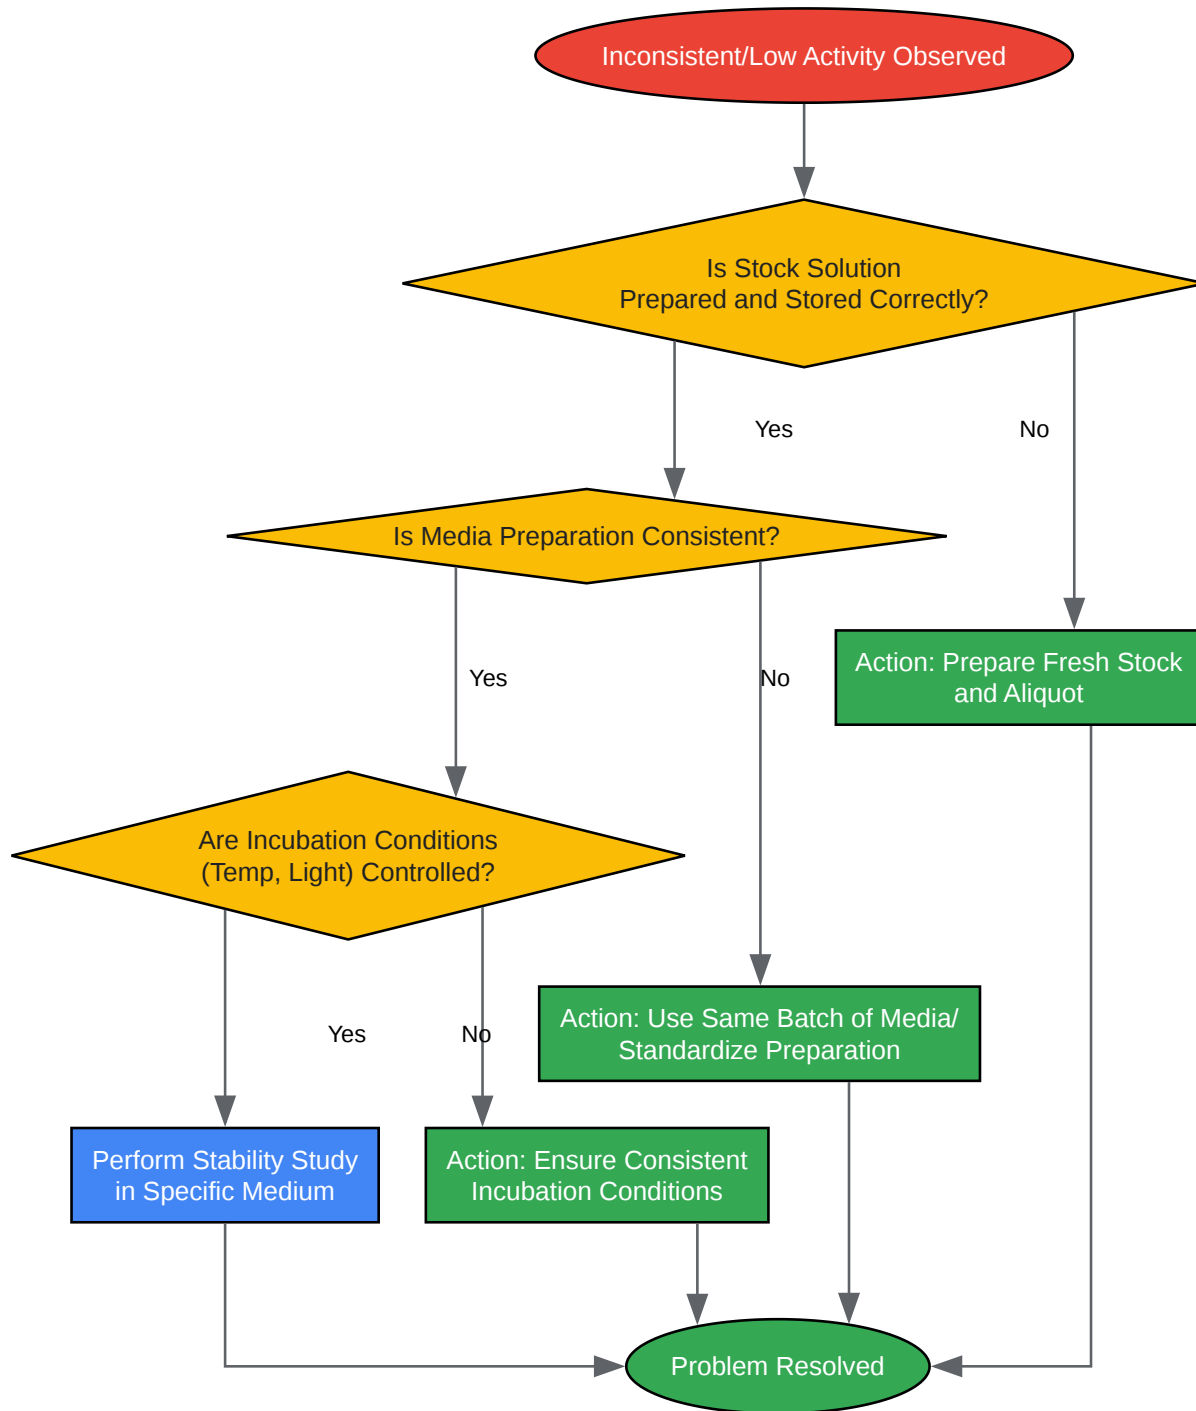 Inconsistent/Low Activity Observed
Is Stock Solution
Prepared and Stored Correctly?
Yes
No
Is Media Preparation Consistent?
Yes
No
Action: Prepare Fresh Stock
and Aliquot
Are Incubation Conditions
(Temp, Light) Controlled?
Yes
No
Action: Use Same Batch of Media/
Standardize Preparation
Perform Stability Study
in Specific Medium
Action: Ensure Consistent
Incubation Conditions
Problem Resolved